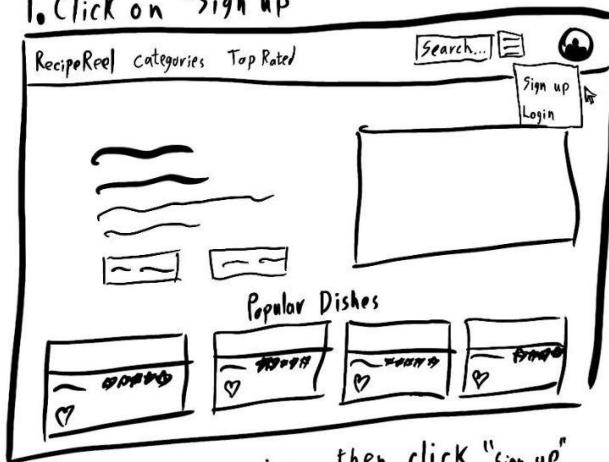 1. Click on "Sign up"
RecipeReel Categories Top Rated Search...
Sign up
Login
Popular Dishes
then click "Sign up"